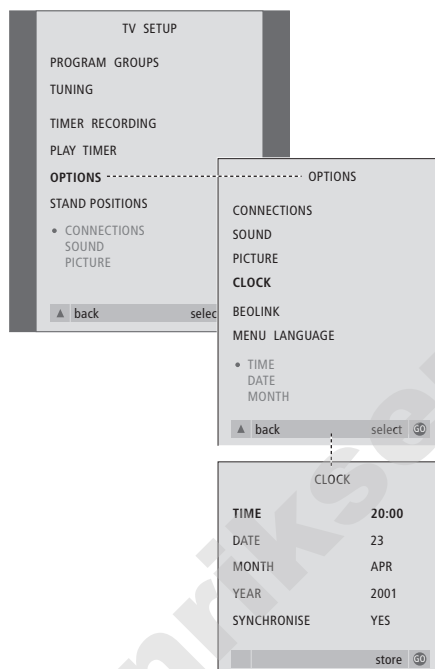 TV SETUP
PROGRAM GROUPS
TUNING
TIMER RECORDING
PLAY TIMER
OPTIONS
STAND POSITIONS
• CONNECTIONS
SOUND
PICTURE
▲ back selec
OPTIONS
CONNECTIONS
SOUND
PICTURE
CLOCK
BEOLINK
MENU LANGUAGE
• TIME
DATE
MONTH
▲ back select GO
CLOCK
TIME 20:00
DATE 23
MONTH APR
YEAR 2001
SYNCHRONISE YES
store GO